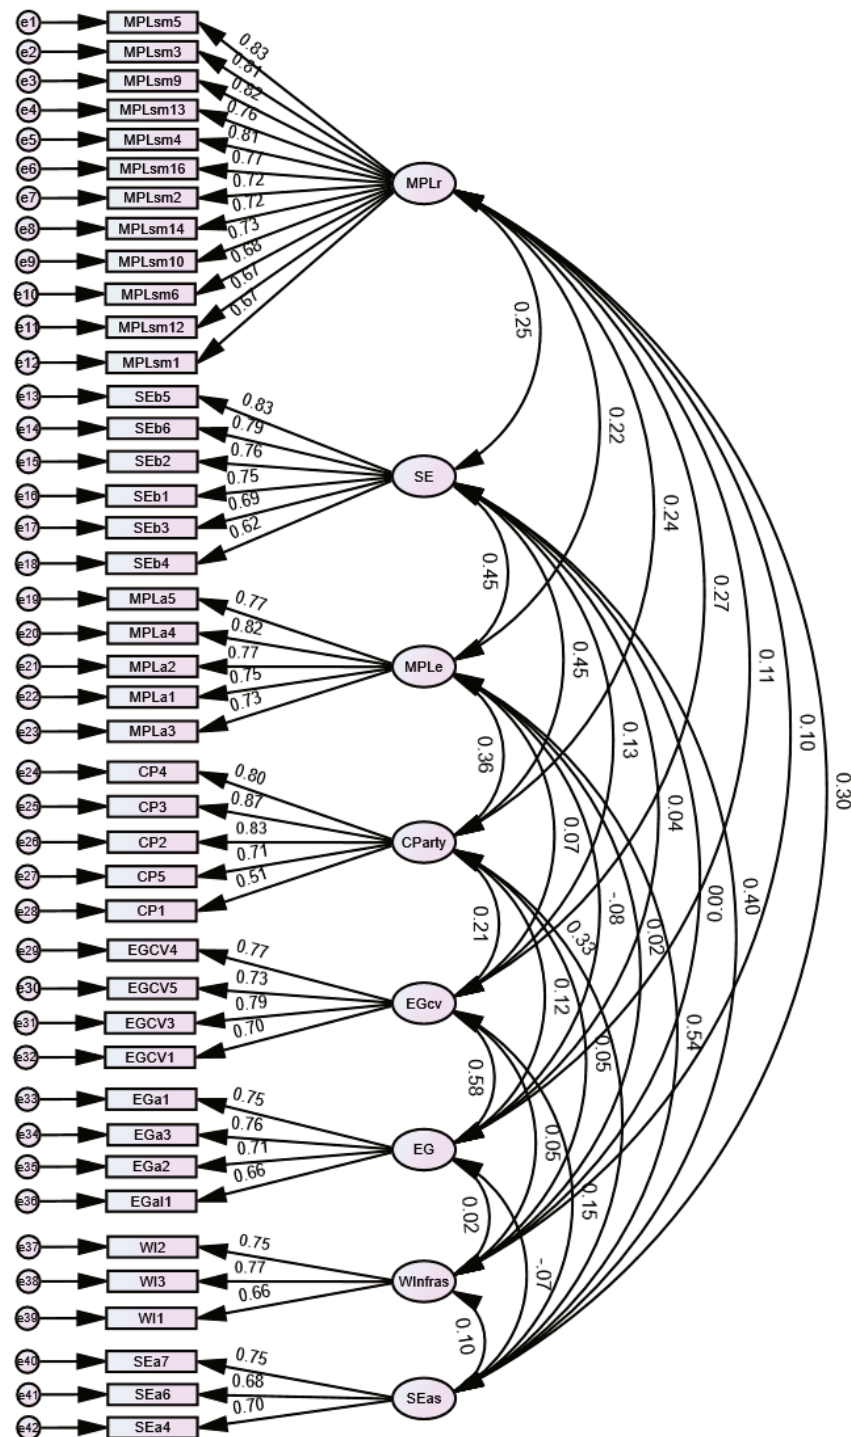 e1 MPLsm5 0.83
e2 MPLsm3 0.81
e3 MPLsm9 0.82
e4 MPLsm13 0.76
e5 MPLsm4 0.81
e6 MPLsm16 0.77
MPLr
e7 MPLsm2 0.72
e8 MPLsm14 0.72
e9 MPLsm10 0.73
e10 MPLsm6 0.68
e11 MPLsm12 0.67
e12 MPLsm1 0.67
0.25
e13 SEb5 0.83
e14 SEb6 0.79
0.22
e15 SEb2 0.76
SE
e16 SEb1 0.75
e17 SEb3 0.69
0.24
e18 SEb4 0.62
0.45
0.27
e19 MPLa5 0.77
e20 MPLa4 0.82
0.45
0.11
e21 MPLa2 0.77
MPLe
e22 MPLa1 0.75
e23 MPLa3 0.73
0.13
0.10
0.36
e24 CP4 0.80
0.30
e25 CP3 0.87
0.04
0.07
e26 CP2 0.83
CParty
e27 CP5 0.71
0.00
0.40
-.08
e28 CP1 0.51
0.21
0.33
0.02
e29 EGCV4 0.77
e30 EGCV5 0.73
0.12
EGcv
e31 EGCV3 0.79
0.54
0.05
e32 EGCV1 0.70
0.58
e33 EGa1 0.75
e34 EGa3 0.76
0.05
EG
e35 EGa2 0.71
e36 EGal1 0.66
0.15
0.02
e37 WI2 0.75
-.07
e38 WI3 0.77
WInfras
e39 WI1 0.66
0.10
e40 SEa7 0.75
e41 SEa6 0.68
SEas
e42 SEa4 0.70